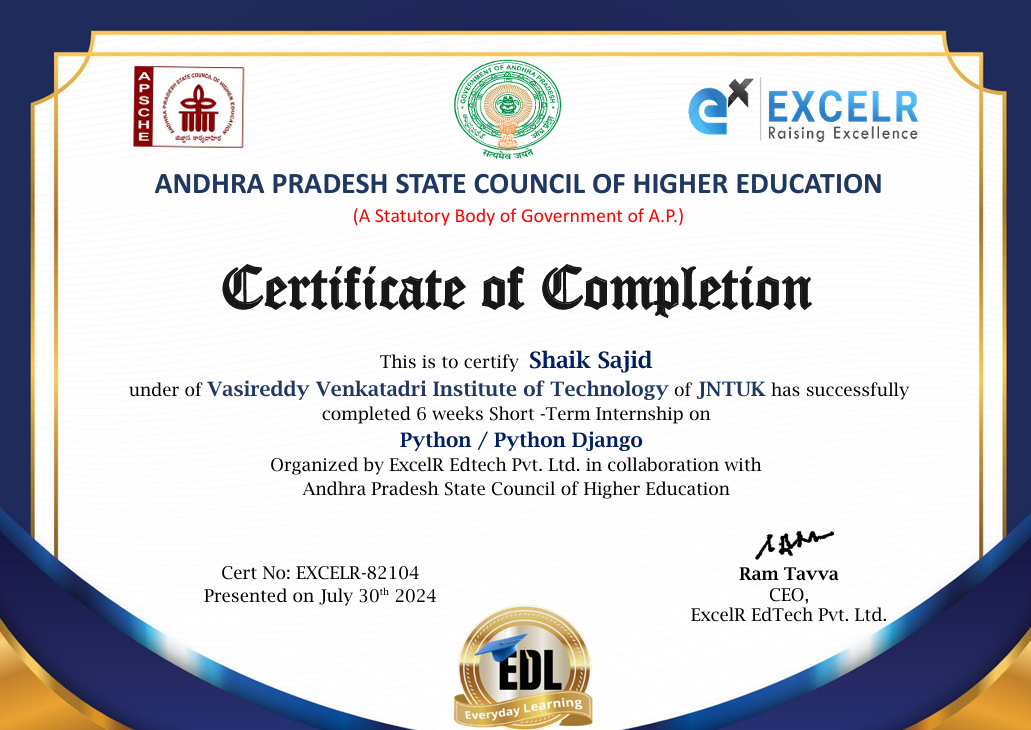 APSCHE
ANDHRA PRADESH STATE COUNCIL OF HIGHER EDUCATION
GOVERNMENT OF ANDHRA PRADESH
सत्यमेव जयते
ex EXCELR
Raising Excellence
ANDHRA PRADESH STATE COUNCIL OF HIGHER EDUCATION
(A Statutory Body of Government of A.P.)
Certificate of Completion
This is to certify Shaik Sajid
under of Vasireddy Venkatadri Institute of Technology of JNTUK has successfully
completed 6 weeks Short -Term Internship on
Python / Python Django
Organized by ExcelR Edtech Pvt. Ltd. in collaboration with
Andhra Pradesh State Council of Higher Education
Cert No: EXCELR-82104
Presented on July 30th 2024
Ram Tavva
CEO,
ExcelR EdTech Pvt. Ltd.
EDL
Everyday Learning